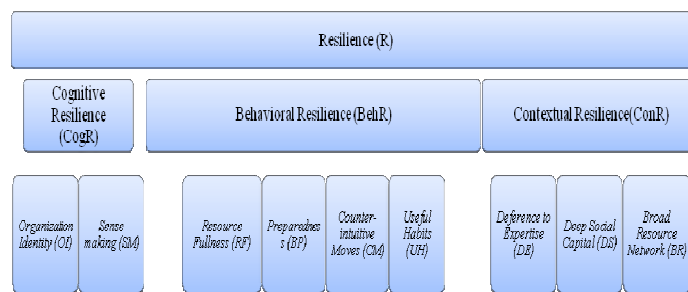 Resilience (R)
Cognitive
Resilience
(CogR)
Behavioral Resilience (BehR)
Contextual Resilience(ConR)
Organization
Identity (OI)
Sense
making (SM)
Resource
Fullness (RF)
Preparednes
s (BP)
Counter-
intuitive
Moves (CM)
Useful
Habits
(UH)
Deference to
Expertise
(DE)
Deep Social
Capital (DS)
Broad
Resource
Network (BR)